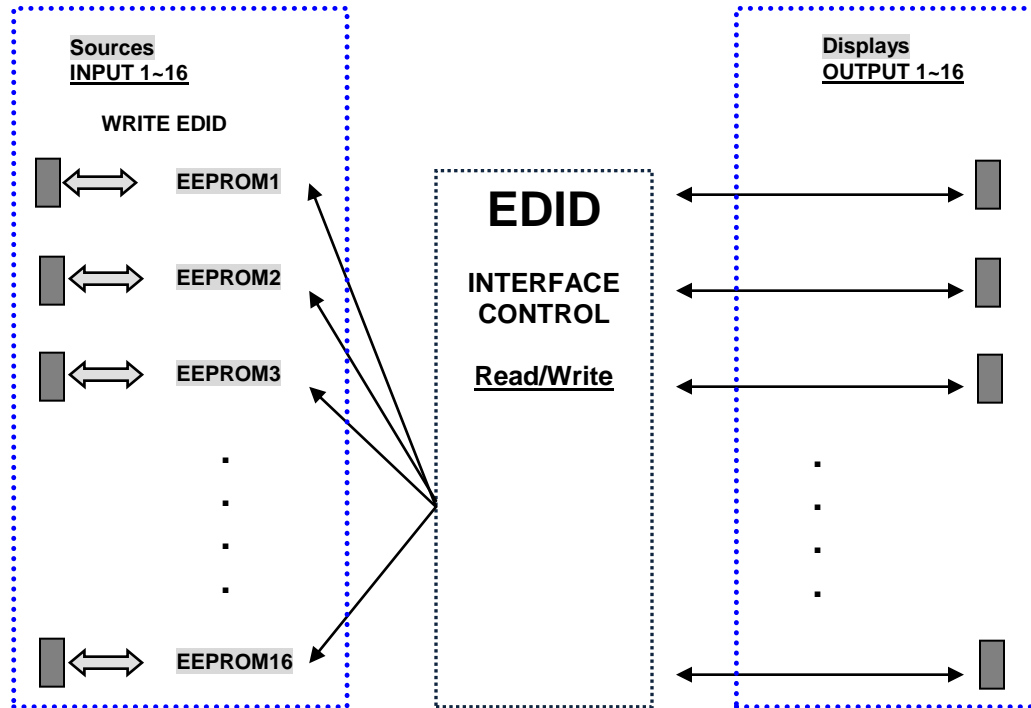 Sources
INPUT 1~16
WRITE EDID
EEPROM1
EEPROM2
EEPROM3
.
.
.
.
EEPROM16
EDID
INTERFACE
CONTROL
Read/Write
Displays
OUTPUT 1~16
.
.
.
.